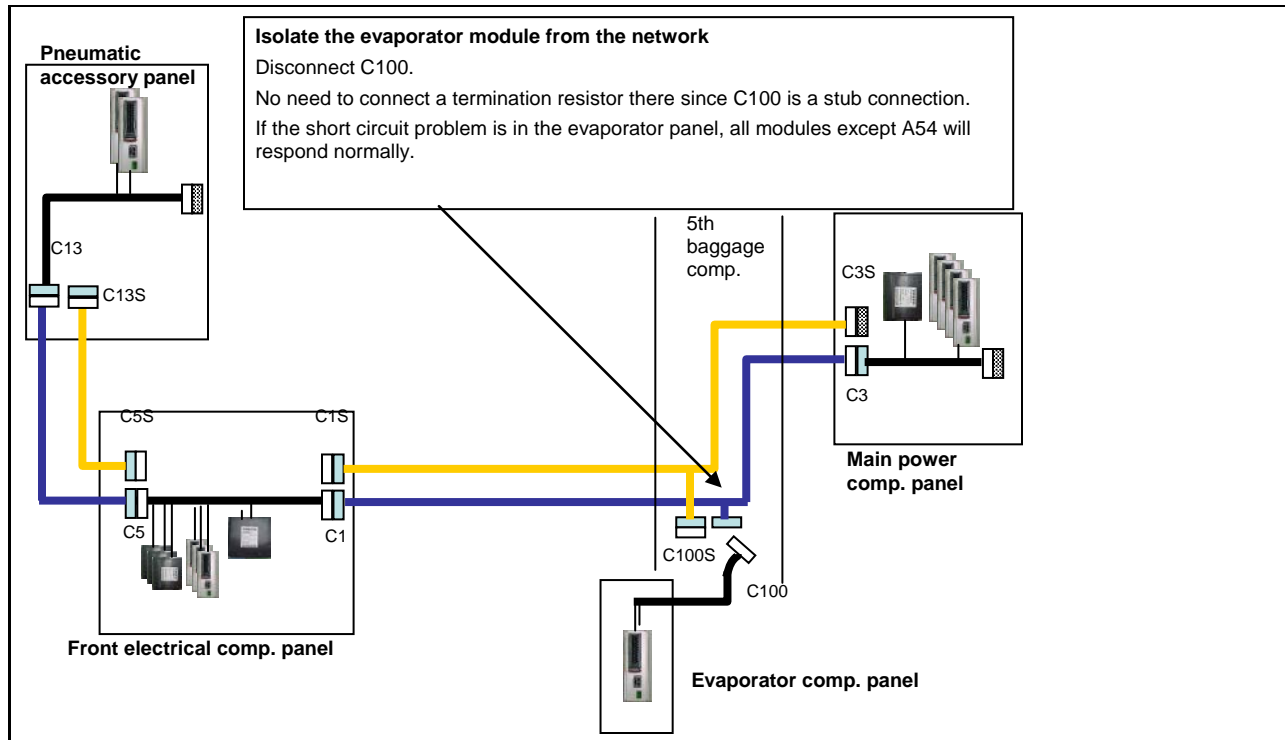 Isolate the evaporator module from the network
Disconnect C100.
No need to connect a termination resistor there since C100 is a stub connection.
If the short circuit problem is in the evaporator panel, all modules except A54 will
respond normally.
Pneumatic
accessory panel
C13
C13S
5th
baggage
comp.
C3S
C3
Main power
comp. panel
C5S
C1S
C5
C1
C100S
C100
Front electrical comp. panel
Evaporator comp. panel